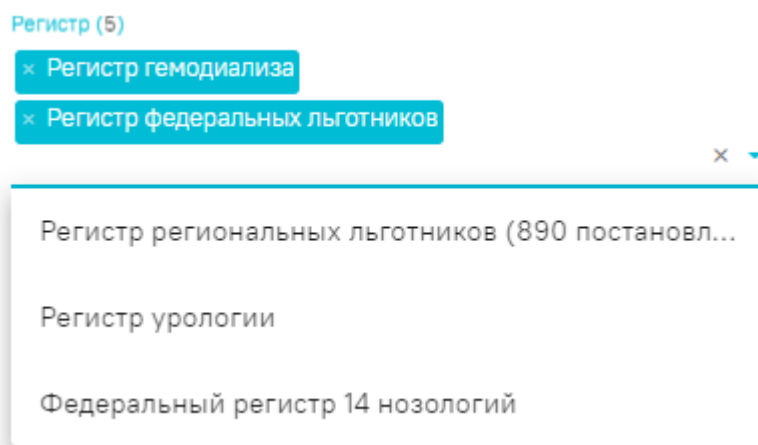 Регистр (5)
× Регистр гемодиализа
× Регистр федеральных льготников
×
Регистр региональных льготников (890 постановл...
Регистр урологии
Федеральный регистр 14 нозологий